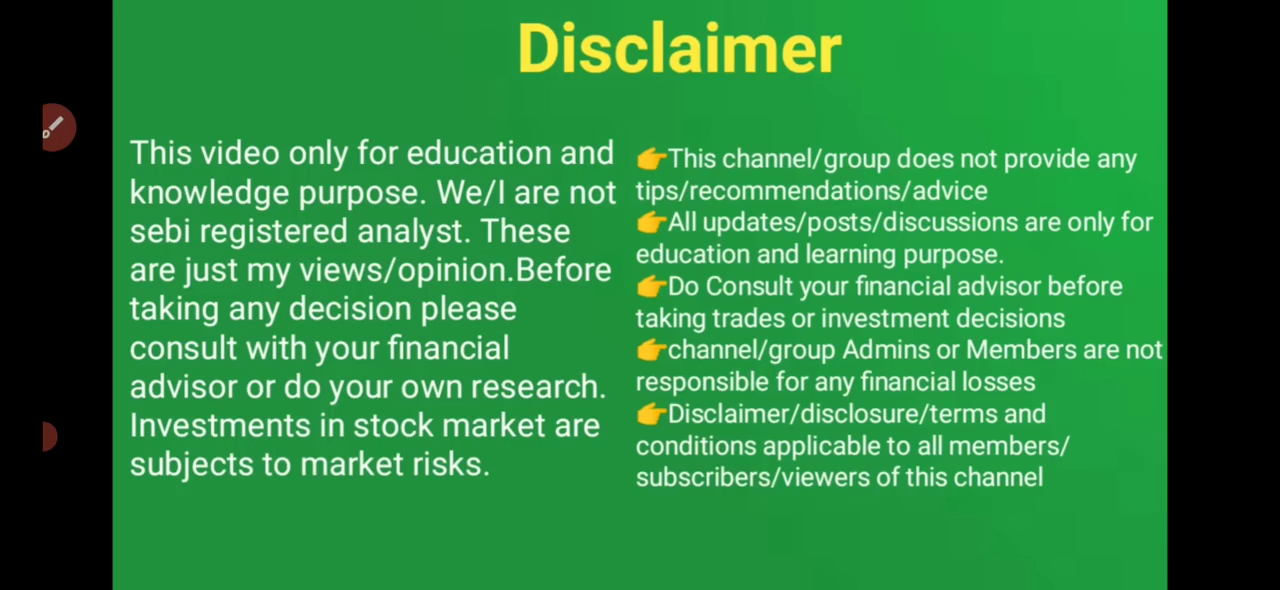 Disclaimer
This video only for education and
knowledge purpose. We/I are not
sebi registered analyst. These
are just my views/opinion.Before
taking any decision please
consult with your financial
advisor or do your own research.
Investments in stock market are
subjects to market risks.
👉This channel/group does not provide any
tips/recommendations/advice
👉All updates/posts/discussions are only for
education and learning purpose.
👉Do Consult your financial advisor before
taking trades or investment decisions
👉channel/group Admins or Members are not
responsible for any financial losses
👉Disclaimer/disclosure/terms and
conditions applicable to all members/
subscribers/viewers of this channel